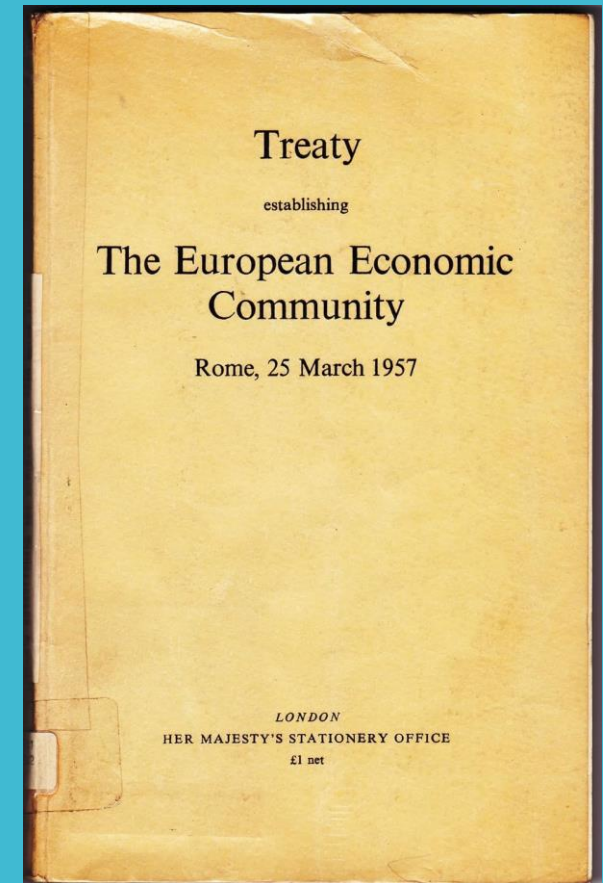 Treaty
establishing
The European Economic
Community
Rome, 25 March 1957
LONDON
HER MAJESTY'S STATIONERY OFFICE
£1 net